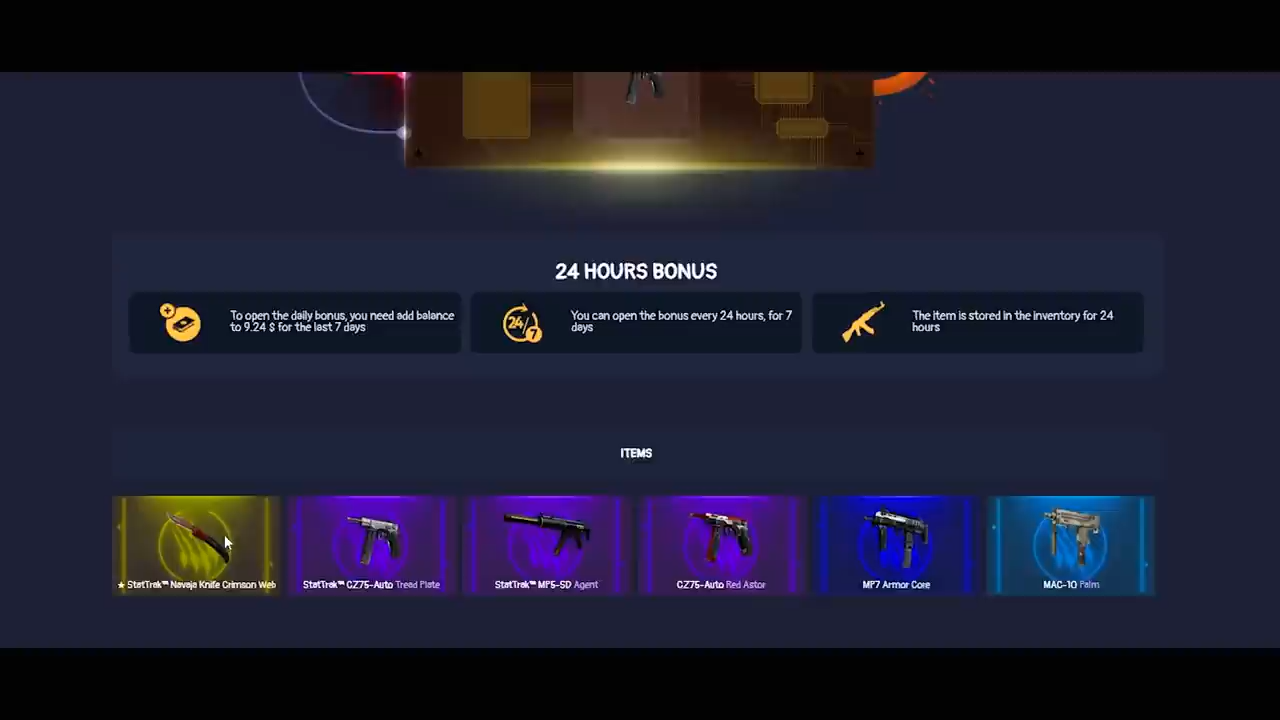 24 HOURS BONUS
To open the daily bonus, you need add balance
to 9.24 $ for the last 7 days
24/7
You can open the bonus every 24 hours, for 7
days
The item is stored in the inventory for 24
hours
ITEMS
★ StatTrak™ Navaja Knife Crimson Web
StatTrak™ CZ75-Auto Tread Plate
StatTrak™ MP5-SD Agent
CZ75-Auto Red Astor
MP7 Armor Core
MAC-10 Palm